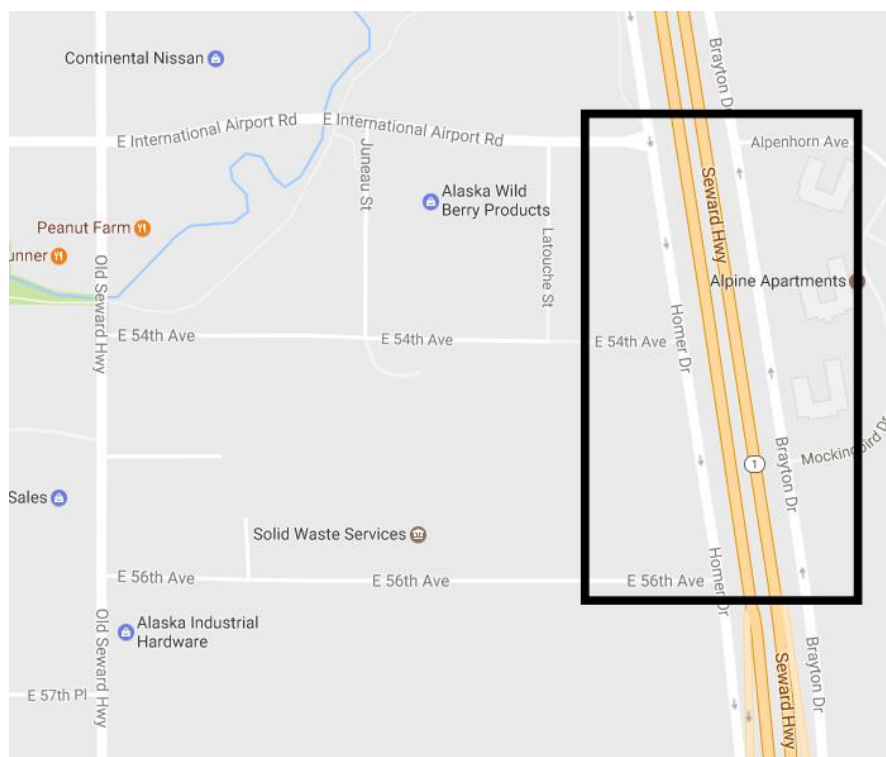 Continental Nissan
Brayton Dr
E International Airport Rd
E International Airport Rd
Alpenhorn Ave
Juneau St
Seward Hwy
Alaska Wild
Berry Products
Peanut Farm
unner
Latouche St
Old Seward Hwy
Alpine Apartments
E 54th Ave
E 54th Ave
E 54th Ave
Homer Dr
Mockingbird Dr
1
Brayton Dr
Sales
Solid Waste Services
E 56th Ave
E 56th Ave
E 56th Ave
Homer Dr
Old Seward Hwy
Alaska Industrial
Hardware
Brayton Dr
Seward Hwy
E 57th Pl